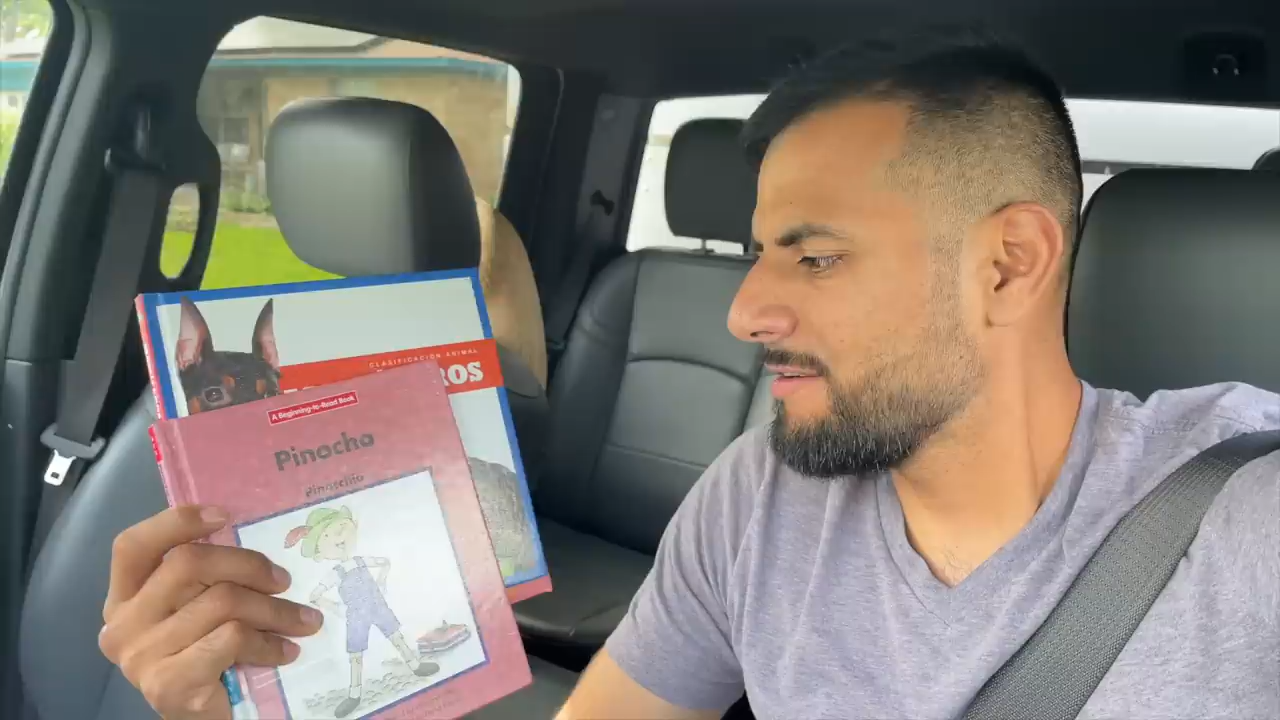 CLASIFICACIÓN ANIMAL
ROS
A Beginning-to-Read Book
Pinocho
Pinocchio